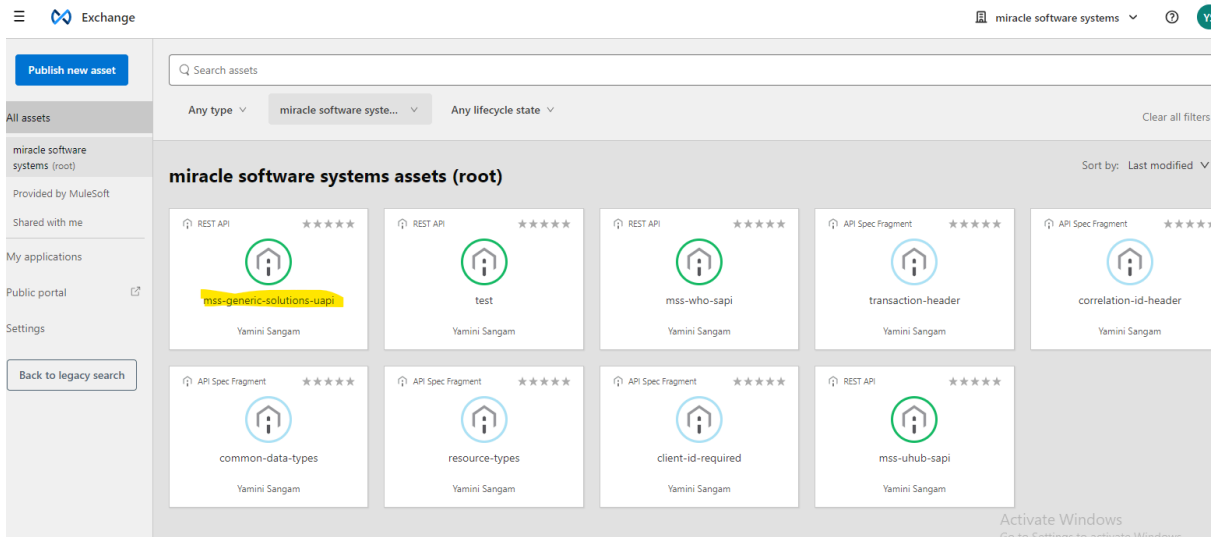 Exchange
miracle software systems
?
Publish new asset
Search assets
Any type
miracle software syste...
Any lifecycle state
Clear all filters
All assets
miracle software
systems (root)
Provided by MuleSoft
Shared with me
My applications
Public portal
Settings
Back to legacy search
miracle software systems assets (root)
Sort by: Last modified
REST API
mss-generic-solutions-uapi
Yamini Sangam
REST API
test
Yamini Sangam
REST API
mss-who-sapi
Yamini Sangam
API Spec Fragment
transaction-header
Yamini Sangam
API Spec Fragment
correlation-id-header
Yamini Sangam
API Spec Fragment
common-data-types
Yamini Sangam
API Spec Fragment
resource-types
Yamini Sangam
API Spec Fragment
client-id-required
Yamini Sangam
REST API
mss-uhub-sapi
Yamini Sangam
Activate Windows
Go to Settings to activate Windows.